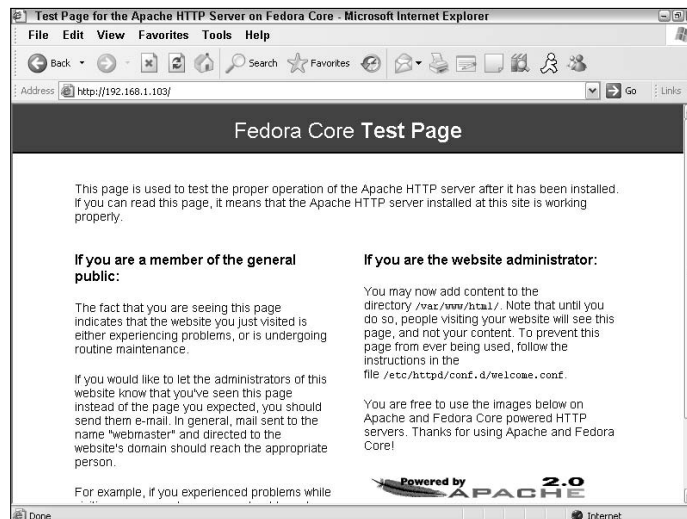 Test Page for the Apache HTTP Server on Fedora Core - Microsoft Internet Explorer
File Edit View Favorites Tools Help
Back Search Favorites
Address http://192.168.1.103/ Go Links
Fedora Core Test Page
This page is used to test the proper operation of the Apache HTTP server after it has been installed.
If you can read this page, it means that the Apache HTTP server installed at this site is working
properly.
If you are a member of the general
public:
The fact that you are seeing this page
indicates that the website you just visited is
either experiencing problems, or is undergoing
routine maintenance.
If you would like to let the administrators of this
website know that you've seen this page
instead of the page you expected, you should
send them e-mail. In general, mail sent to the
name "webmaster" and directed to the
website's domain should reach the appropriate
person.
For example, if you experienced problems while
If you are the website administrator:
You may now add content to the
directory /var/www/html/. Note that until you
do so, people visiting your website will see this
page, and not your content. To prevent this
page from ever being used, follow the
instructions in the
file /etc/httpd/conf.d/welcome.conf.
You are free to use the images below on
Apache and Fedora Core powered HTTP
servers. Thanks for using Apache and Fedora
Core!
Powered by 2.0
APACHE
Done Internet